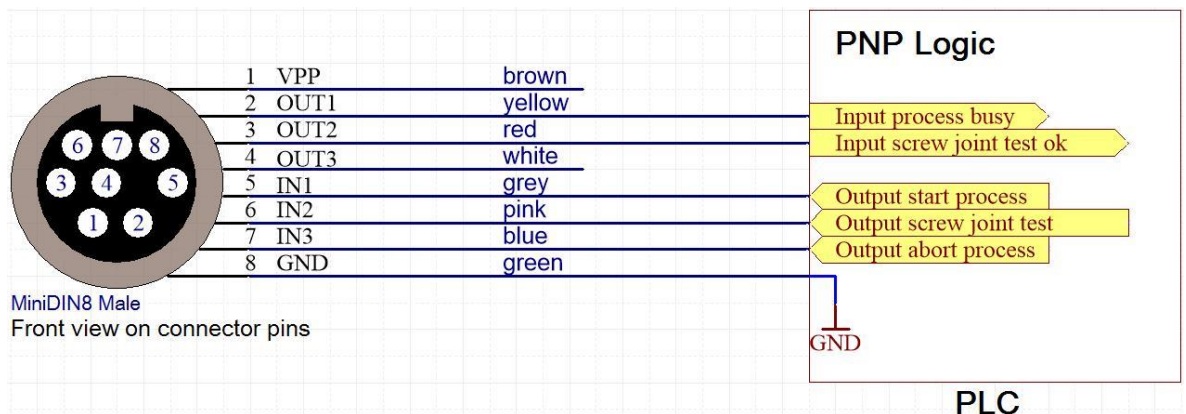 PNP Logic
1 VPP brown
2 OUT1 yellow
Input process busy
3 OUT2 red
Input screw joint test ok
4 OUT3 white
5 IN1 grey
Output start process
6 IN2 pink
Output screw joint test
7 IN3 blue
Output abort process
8 GND green
6 7 8
3 4 5
1 2
MiniDIN8 Male
Front view on connector pins
GND
PLC